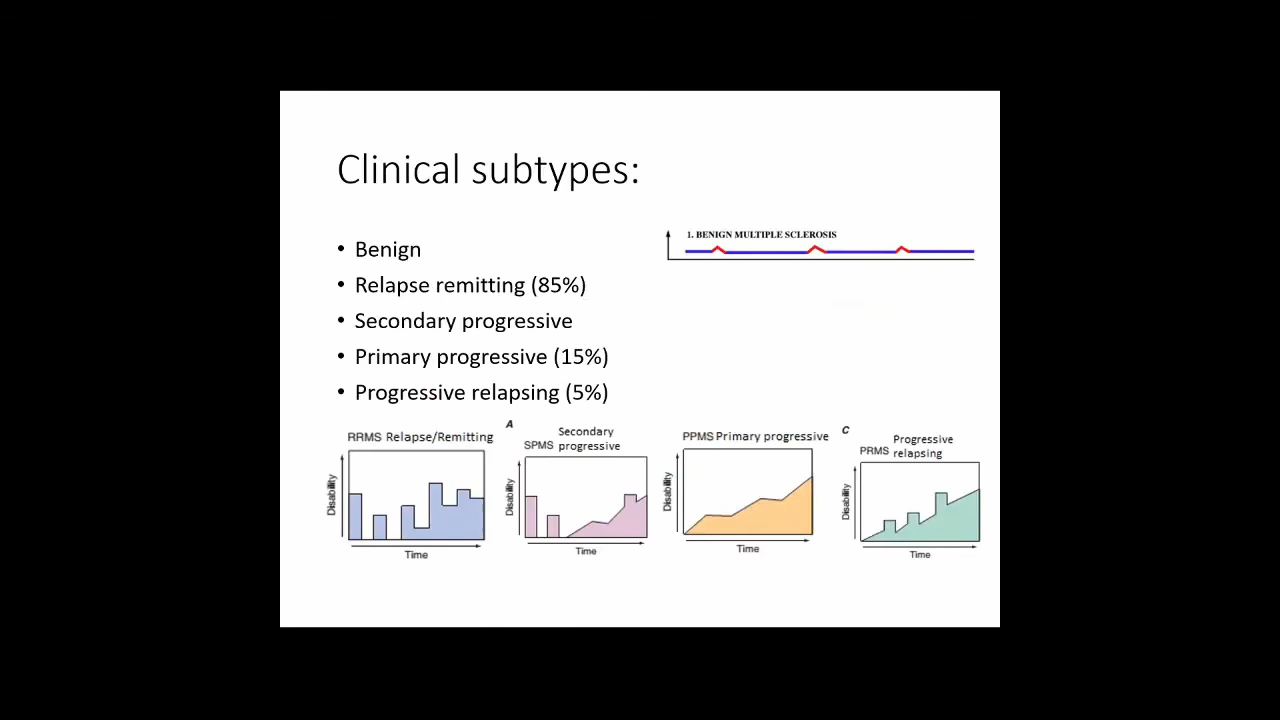 Clinical subtypes:
• Benign
• Relapse remitting (85%)
• Secondary progressive
• Primary progressive (15%)
• Progressive relapsing (5%)
1. BENIGN MULTIPLE SCLEROSIS
RRMS Relapse/Remitting
Disability
Time
A
Secondary
SPMS progressive
Disability
Time
PPMS Primary progressive
Disability
Time
C
Progressive
PRMS relapsing
Disability
Time